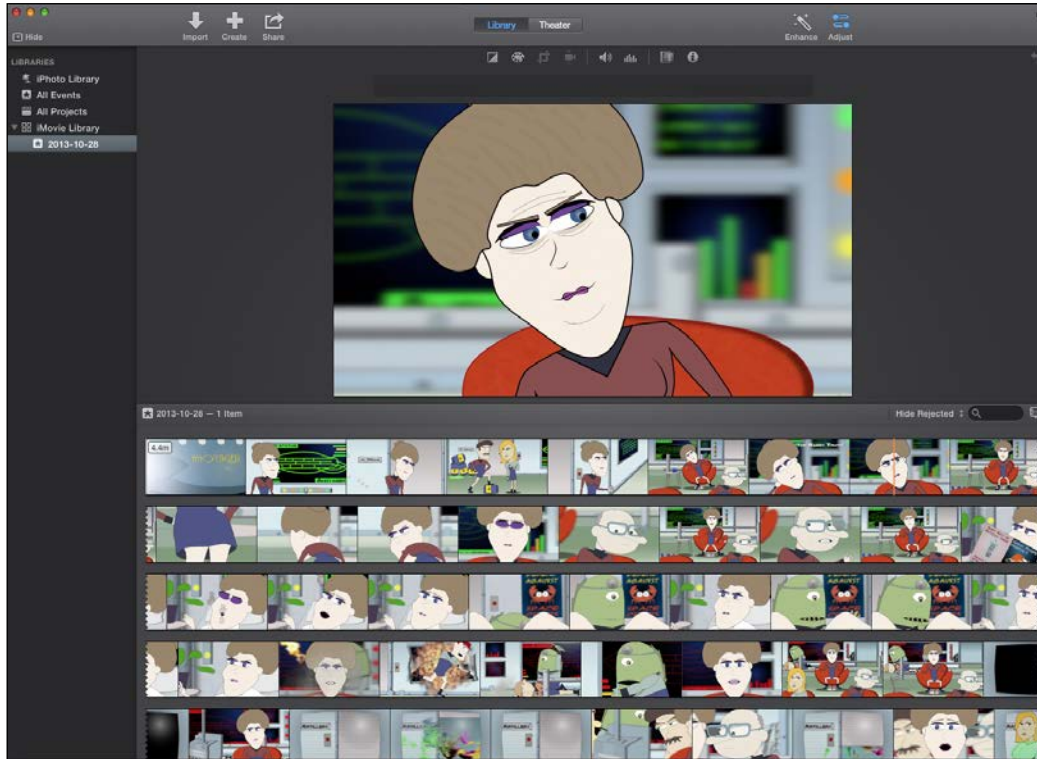 Hide
Import
Create
Share
Library
Theater
Enhance
Adjust
LIBRARIES
iPhoto Library
All Events
All Projects
iMovie Library
2013-10-28
2013-10-28 — 1 Item
Hide Rejected
4.4m